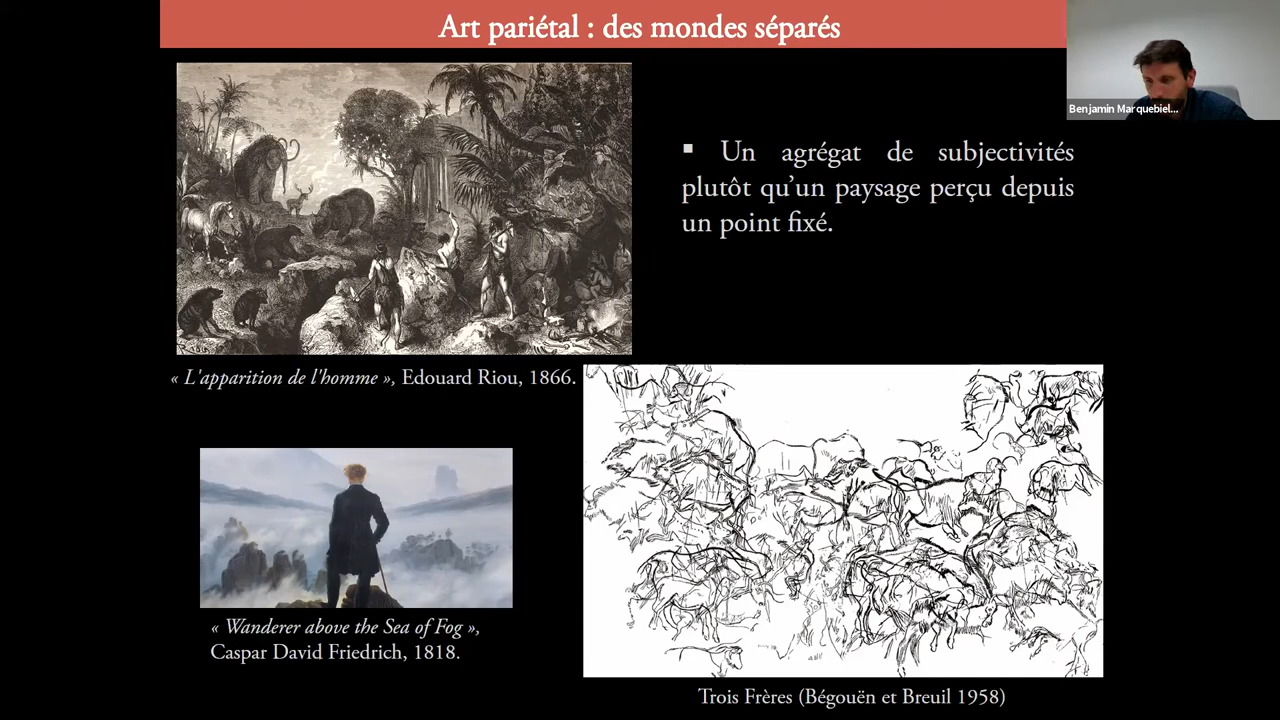 Art pariétal : des mondes séparés
Benjamin Marquebiel...
▪ Un agrégat de subjectivités
plutôt qu’un paysage perçu depuis
un point fixé.
« L'apparition de l'homme », Edouard Riou, 1866.
« Wanderer above the Sea of Fog »,
Caspar David Friedrich, 1818.
Trois Frères (Bégouën et Breuil 1958)